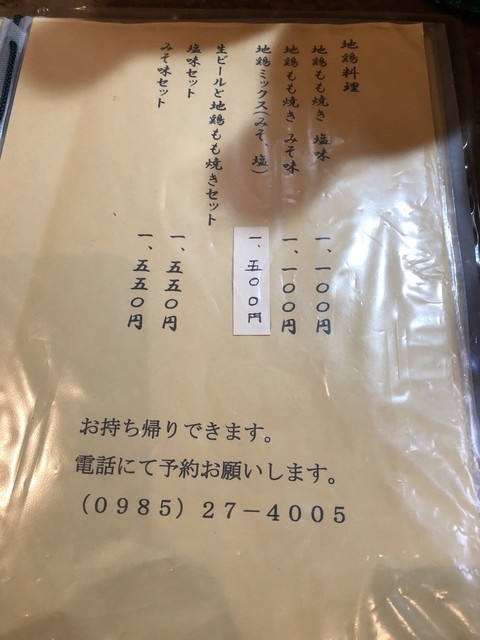 地鶏料理
地鶏もも焼き 塩味 一、一〇〇円
地鶏もも焼き みそ味 一、一〇〇円
地鶏ミックス(みそ、塩) 一、五〇〇円
生ビールと地鶏もも焼きセット
塩味セット 一、五五〇円
みそ味セット 一、五五〇円
お持ち帰りできます。
電話にて予約お願いします。
(0985)27-4005